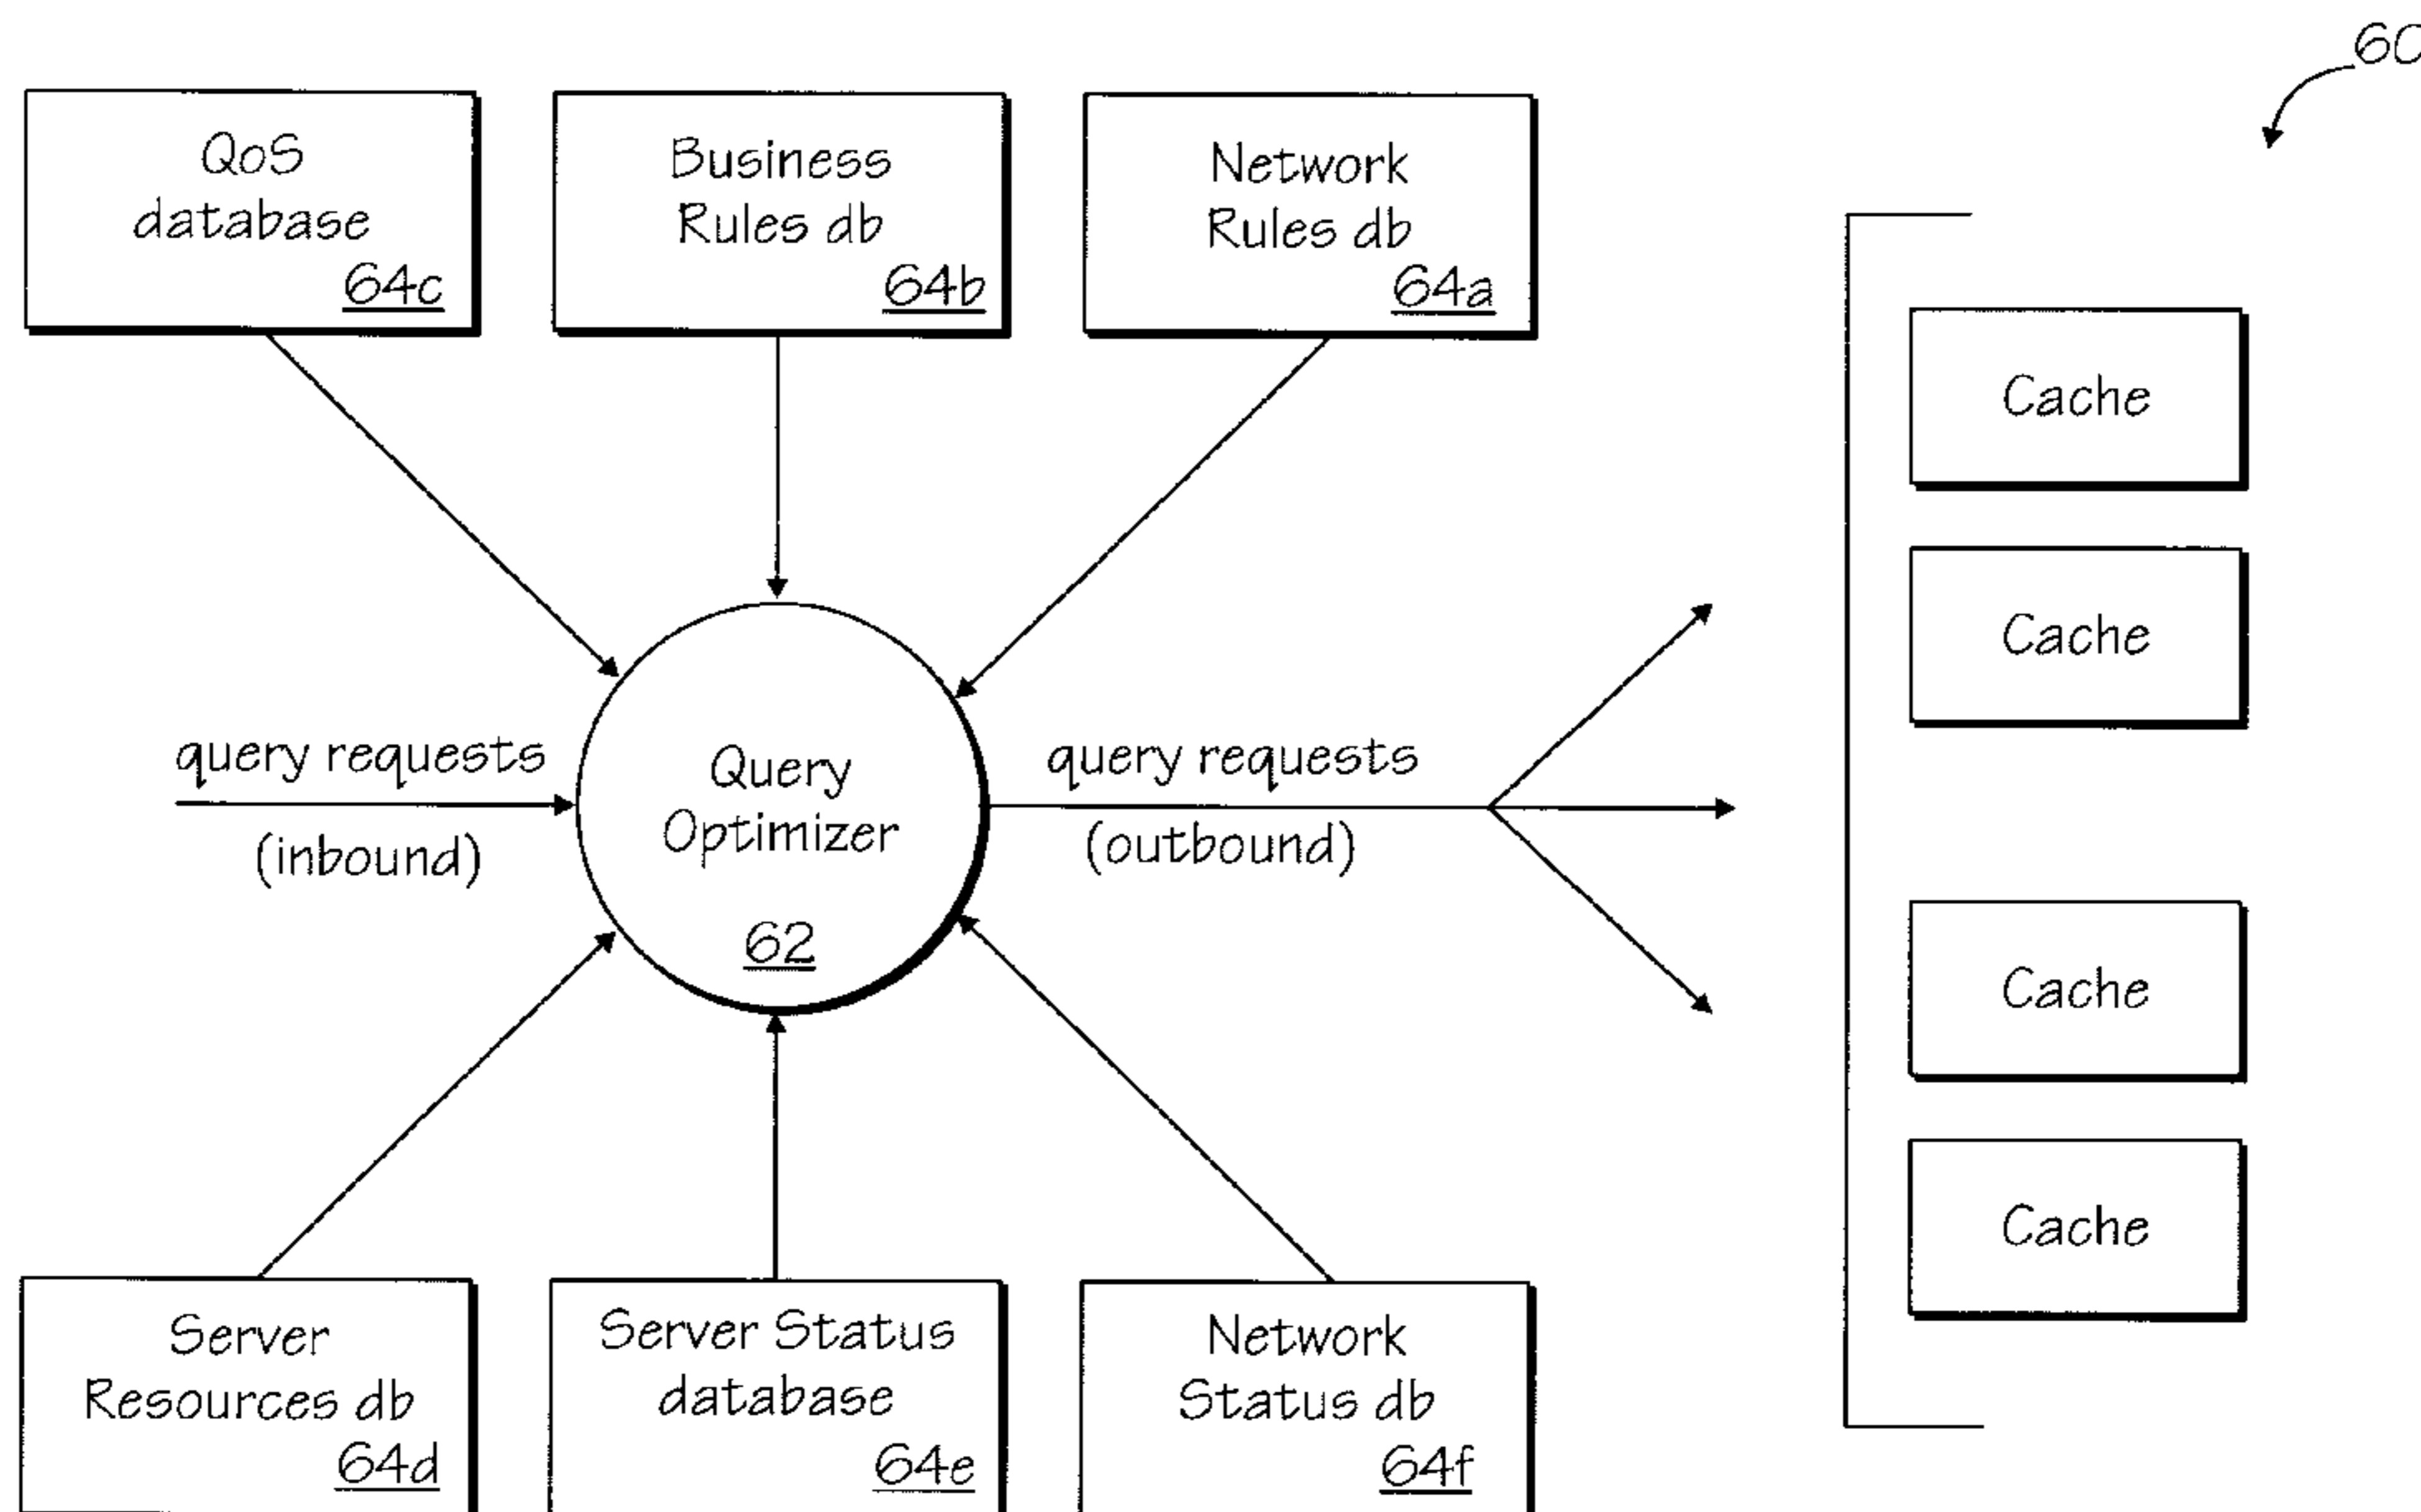 60
QoS
database
64c
Business
Rules db
64b
Network
Rules db
64a
Cache
Cache
query requests
(inbound)
Query
Optimizer
62
query requests
(outbound)
Cache
Cache
Server
Resources db
64d
Server Status
database
64e
Network
Status db
64f